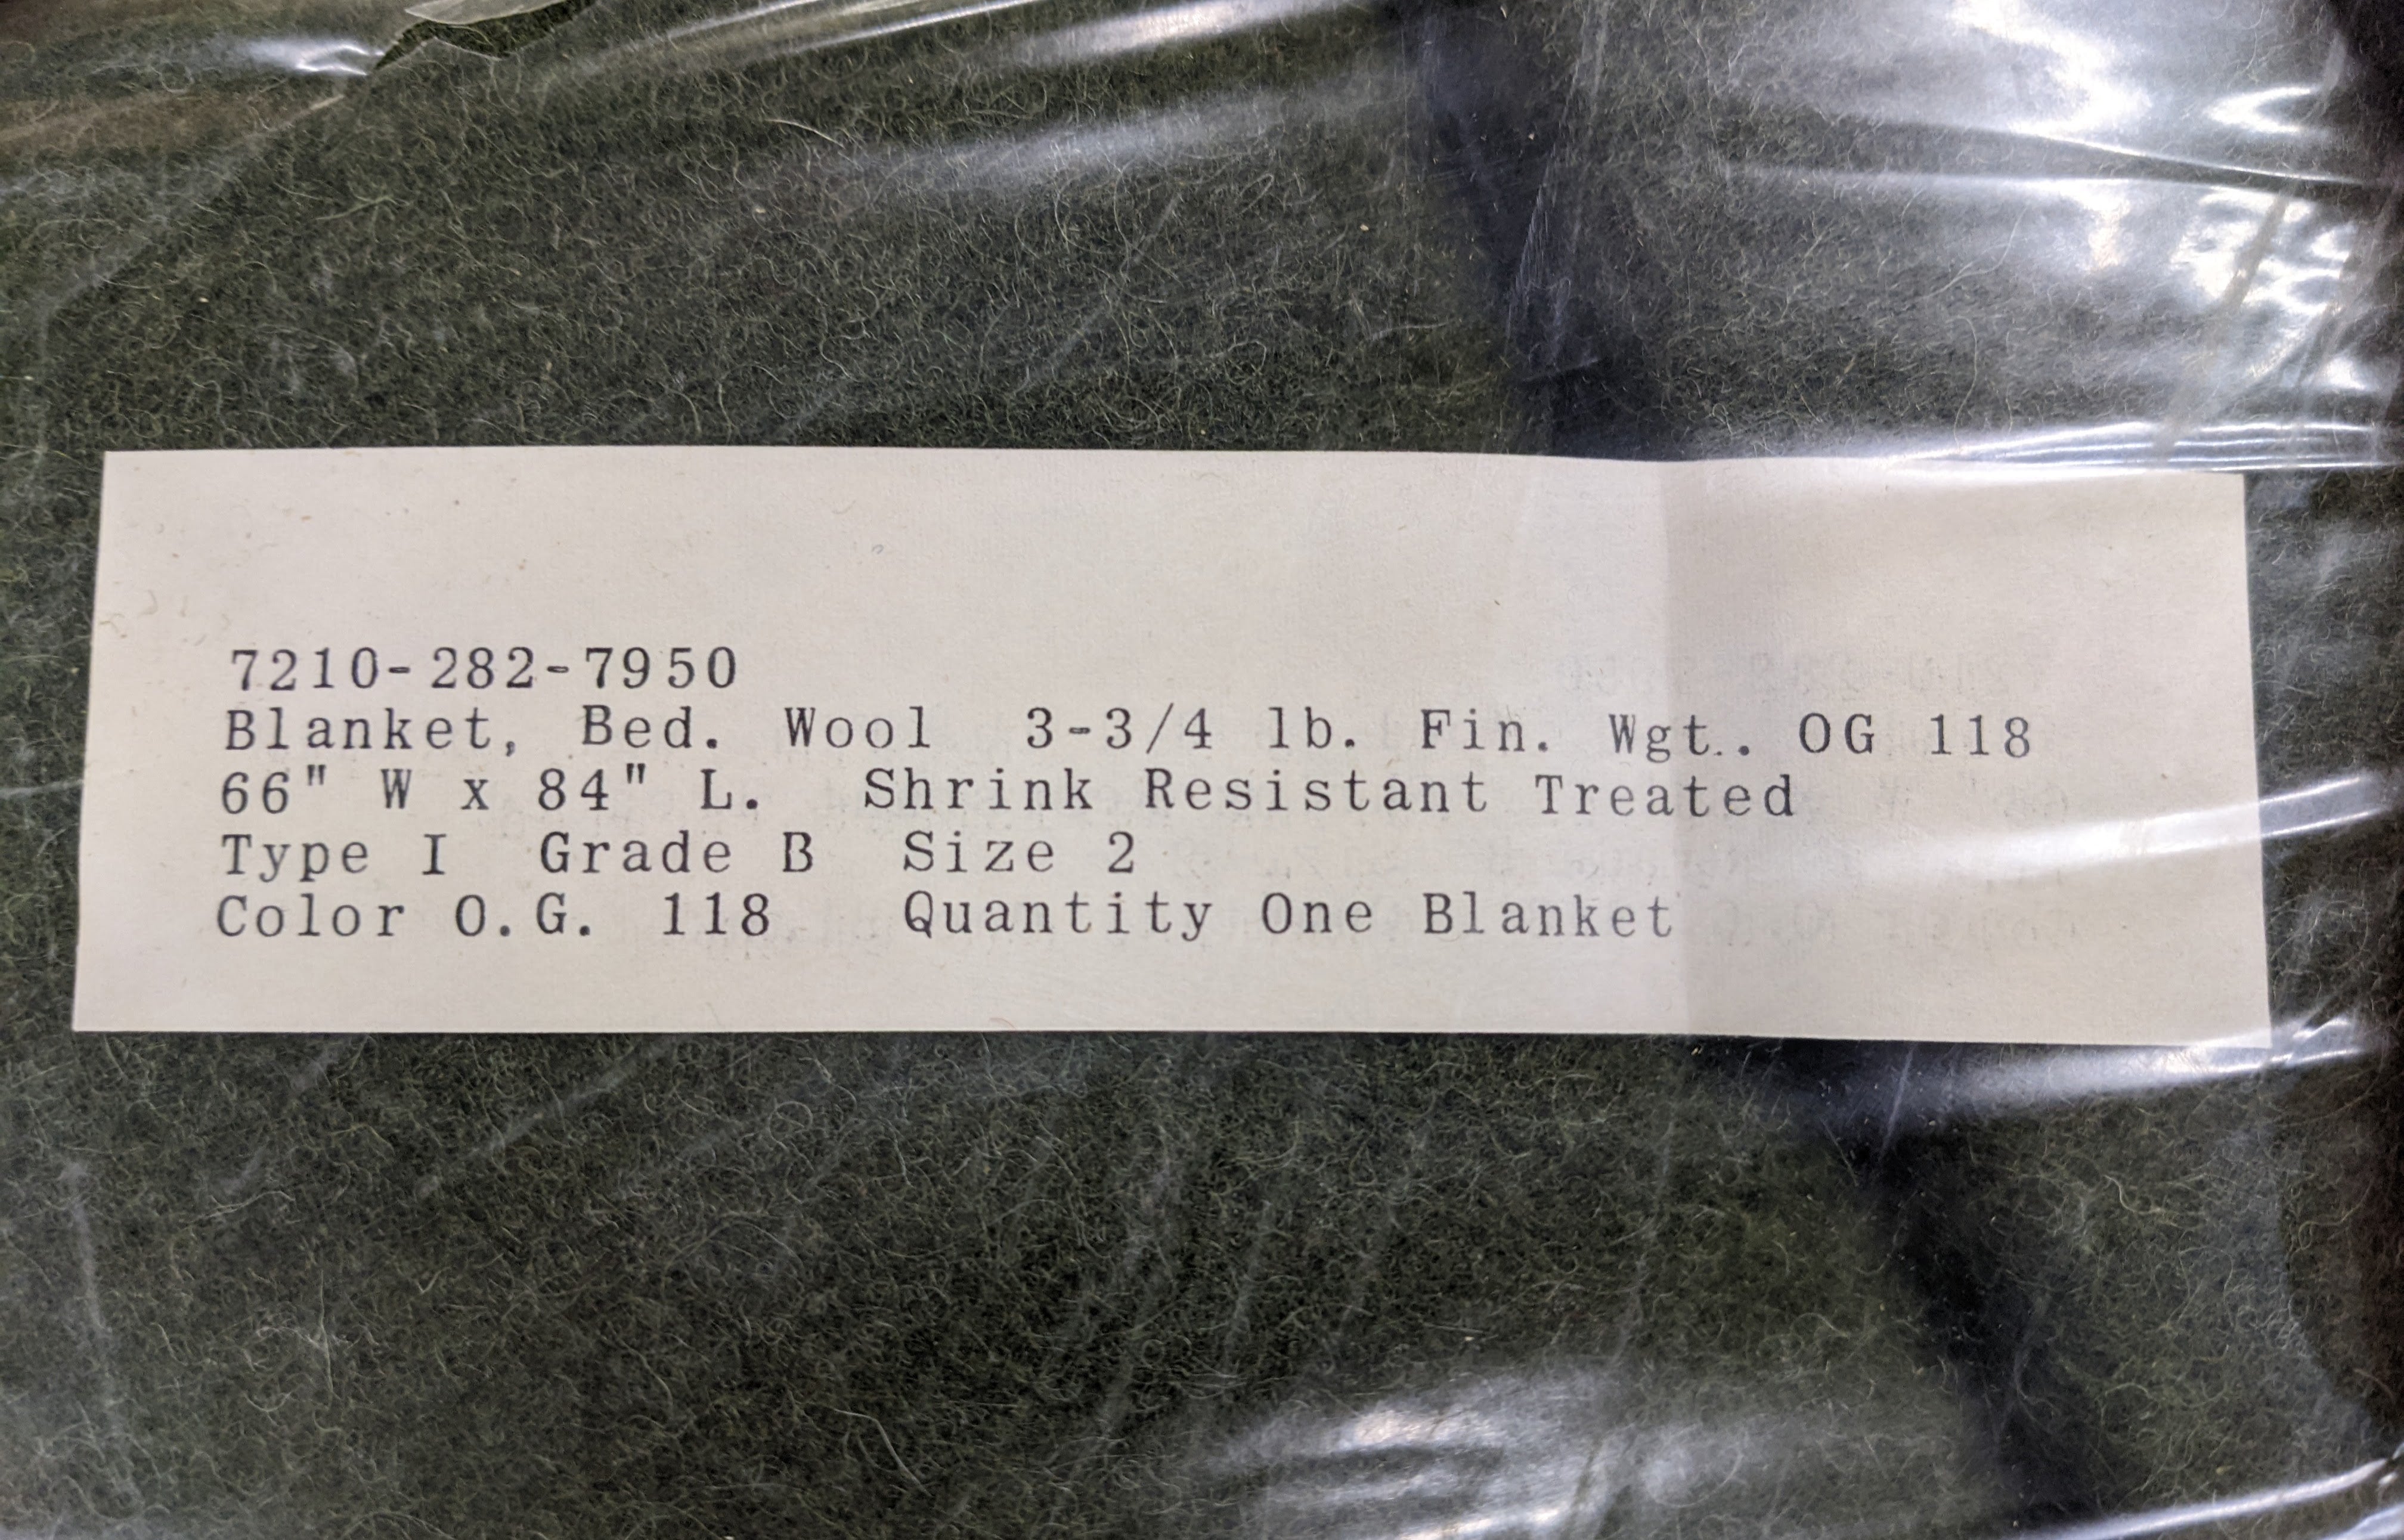 7210-282-7950
Blanket, Bed. Wool 3-3/4 lb. Fin. Wgt.. OG 118
66" W x 84" L. Shrink Resistant Treated
Type I Grade B Size 2
Color O.G. 118 Quantity One Blanket